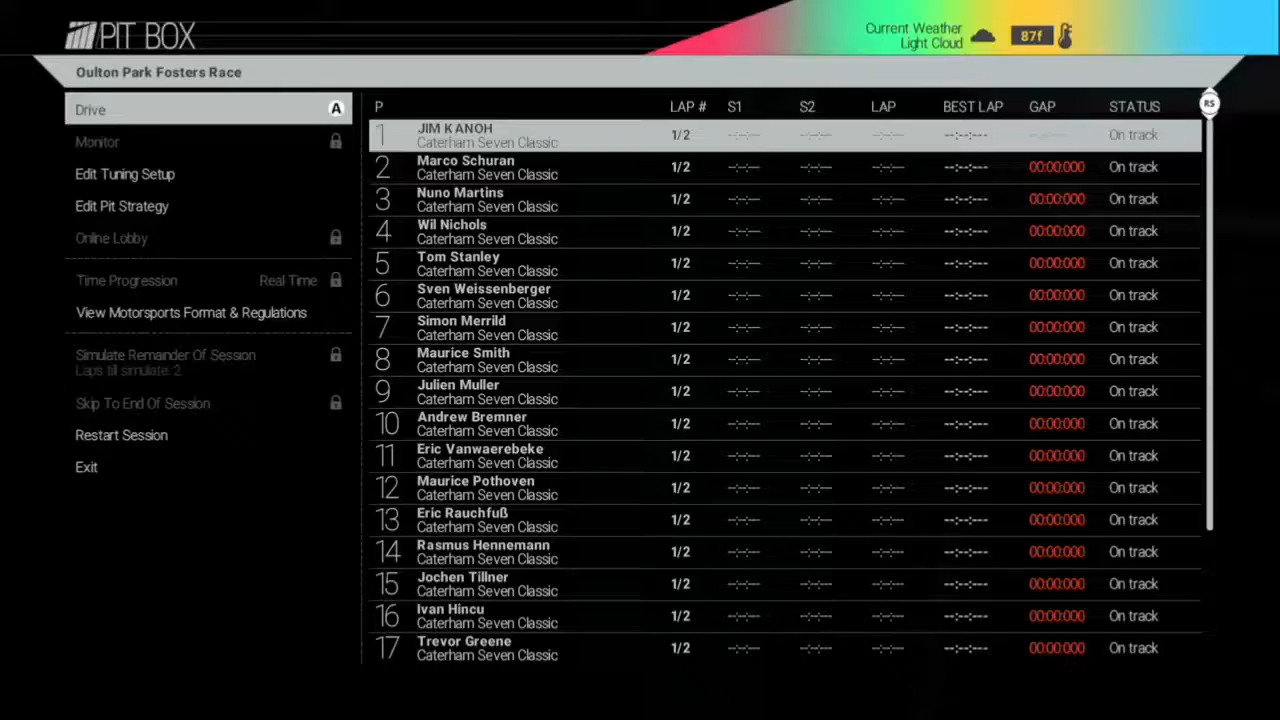 PIT BOX
Current Weather
Light Cloud
87f
Oulton Park Fosters Race
Drive A
Monitor
Edit Tuning Setup
Edit Pit Strategy
Online Lobby
Time Progression Real Time
View Motorsports Format & Regulations
Simulate Remainder Of Session
Laps till simulate: 2
Skip To End Of Session
Restart Session
Exit
P LAP # S1 S2 LAP BEST LAP GAP STATUS RS
1 JIM KANOH 1/2 --:--:--- --:--:--- --:--:--- --:--:--- --:--:--- On track
Caterham Seven Classic
2 Marco Schuran 1/2 --:--:--- --:--:--- --:--:--- --:--:--- 00:00:000 On track
Caterham Seven Classic
3 Nuno Martins 1/2 --:--:--- --:--:--- --:--:--- --:--:--- 00:00:000 On track
Caterham Seven Classic
4 Wil Nichols 1/2 --:--:--- --:--:--- --:--:--- --:--:--- 00:00:000 On track
Caterham Seven Classic
5 Tom Stanley 1/2 --:--:--- --:--:--- --:--:--- --:--:--- 00:00:000 On track
Caterham Seven Classic
6 Sven Weissenberger 1/2 --:--:--- --:--:--- --:--:--- --:--:--- 00:00:000 On track
Caterham Seven Classic
7 Simon Merrild 1/2 --:--:--- --:--:--- --:--:--- --:--:--- 00:00:000 On track
Caterham Seven Classic
8 Maurice Smith 1/2 --:--:--- --:--:--- --:--:--- --:--:--- 00:00:000 On track
Caterham Seven Classic
9 Julien Muller 1/2 --:--:--- --:--:--- --:--:--- --:--:--- 00:00:000 On track
Caterham Seven Classic
10 Andrew Bremner 1/2 --:--:--- --:--:--- --:--:--- --:--:--- 00:00:000 On track
Caterham Seven Classic
11 Eric Vanwaerebeke 1/2 --:--:--- --:--:--- --:--:--- --:--:--- 00:00:000 On track
Caterham Seven Classic
12 Maurice Pothoven 1/2 --:--:--- --:--:--- --:--:--- --:--:--- 00:00:000 On track
Caterham Seven Classic
13 Eric Rauchfuß 1/2 --:--:--- --:--:--- --:--:--- --:--:--- 00:00:000 On track
Caterham Seven Classic
14 Rasmus Hennemann 1/2 --:--:--- --:--:--- --:--:--- --:--:--- 00:00:000 On track
Caterham Seven Classic
15 Jochen Tillner 1/2 --:--:--- --:--:--- --:--:--- --:--:--- 00:00:000 On track
Caterham Seven Classic
16 Ivan Hincu 1/2 --:--:--- --:--:--- --:--:--- --:--:--- 00:00:000 On track
Caterham Seven Classic
17 Trevor Greene 1/2 --:--:--- --:--:--- --:--:--- --:--:--- 00:00:000 On track
Caterham Seven Classic